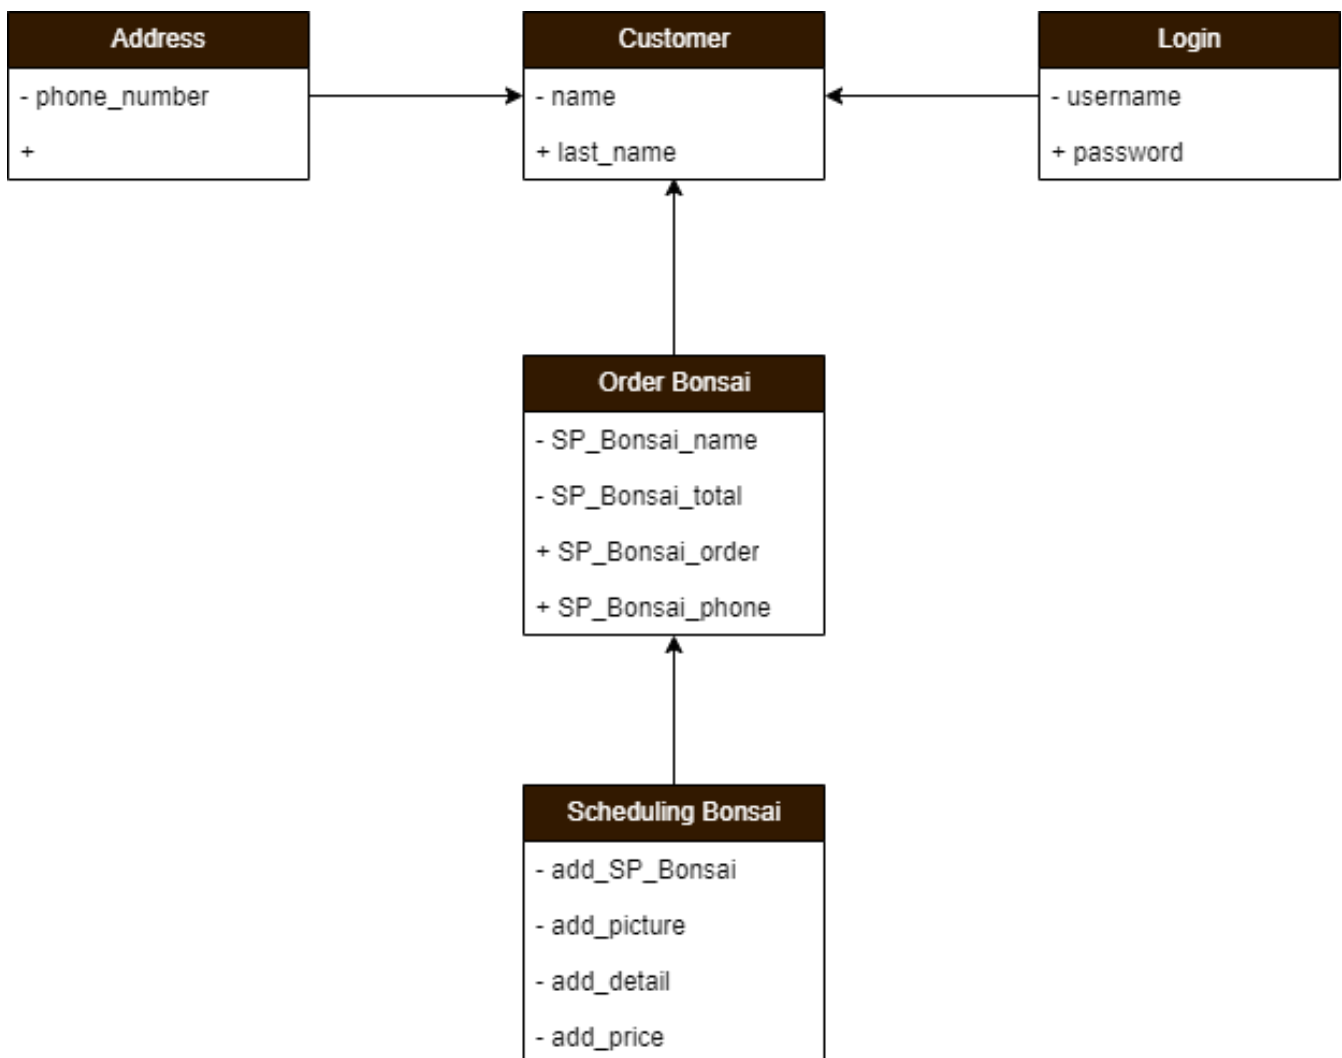 Address
- phone_number
+
Customer
- name
+ last_name
Login
- username
+ password
Order Bonsai
- SP_Bonsai_name
- SP_Bonsai_total
+ SP_Bonsai_order
+ SP_Bonsai_phone
Scheduling Bonsai
- add_SP_Bonsai
- add_picture
- add_detail
- add_price